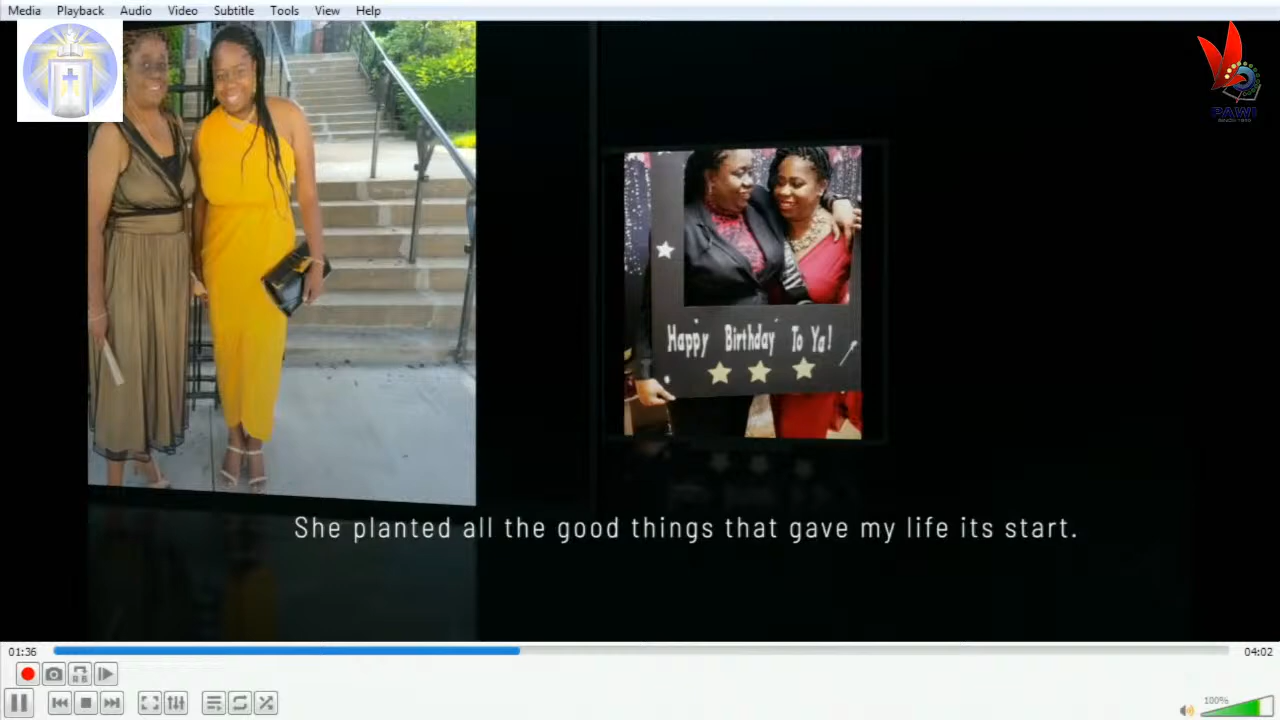 Media Playback Audio Video Subtitle Tools View Help
PAWI
Happy Birthday To Ya!
She planted all the good things that gave my life its start.
01:36
04:02
100%